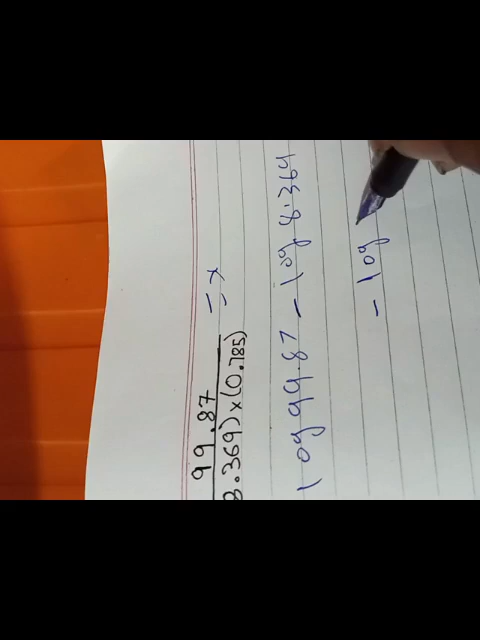 99.87
8.369) × (0.785) = x
log 99.87 - log 8.369
- log